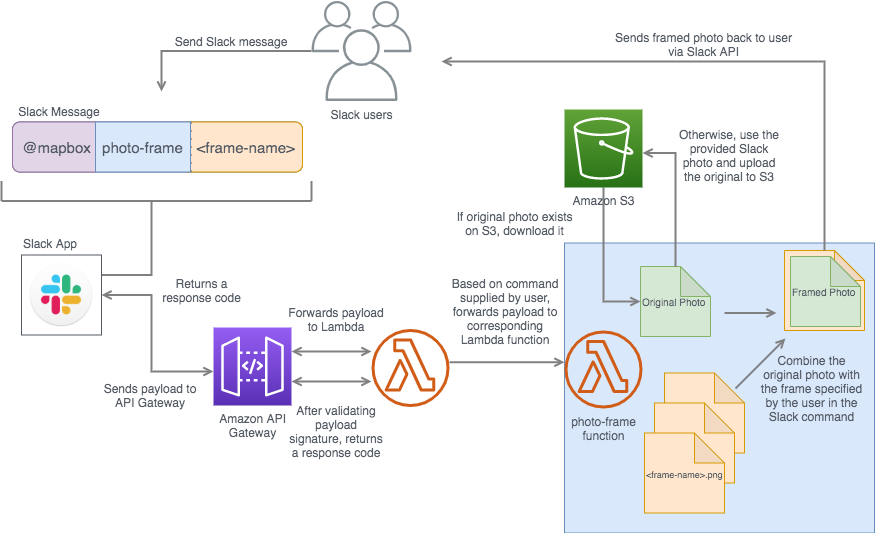 Send Slack message
Slack users
Sends framed photo back to user
via Slack API
Slack Message
@mapbox
photo-frame
<frame-name>
Amazon S3
Otherwise, use the
provided Slack
photo and upload
the original to S3
If original photo exists
on S3, download it
Slack App
Returns a
response code
Sends payload to
API Gateway
Forwards payload
to Lambda
Amazon API
Gateway
After validating
payload
signature, returns
a response code
Based on command
supplied by user,
forwards payload to
corresponding
Lambda function
Original Photo
Framed Photo
photo-frame
function
<frame-name>.png
Combine the
original photo with
the frame specified
by the user in the
Slack command